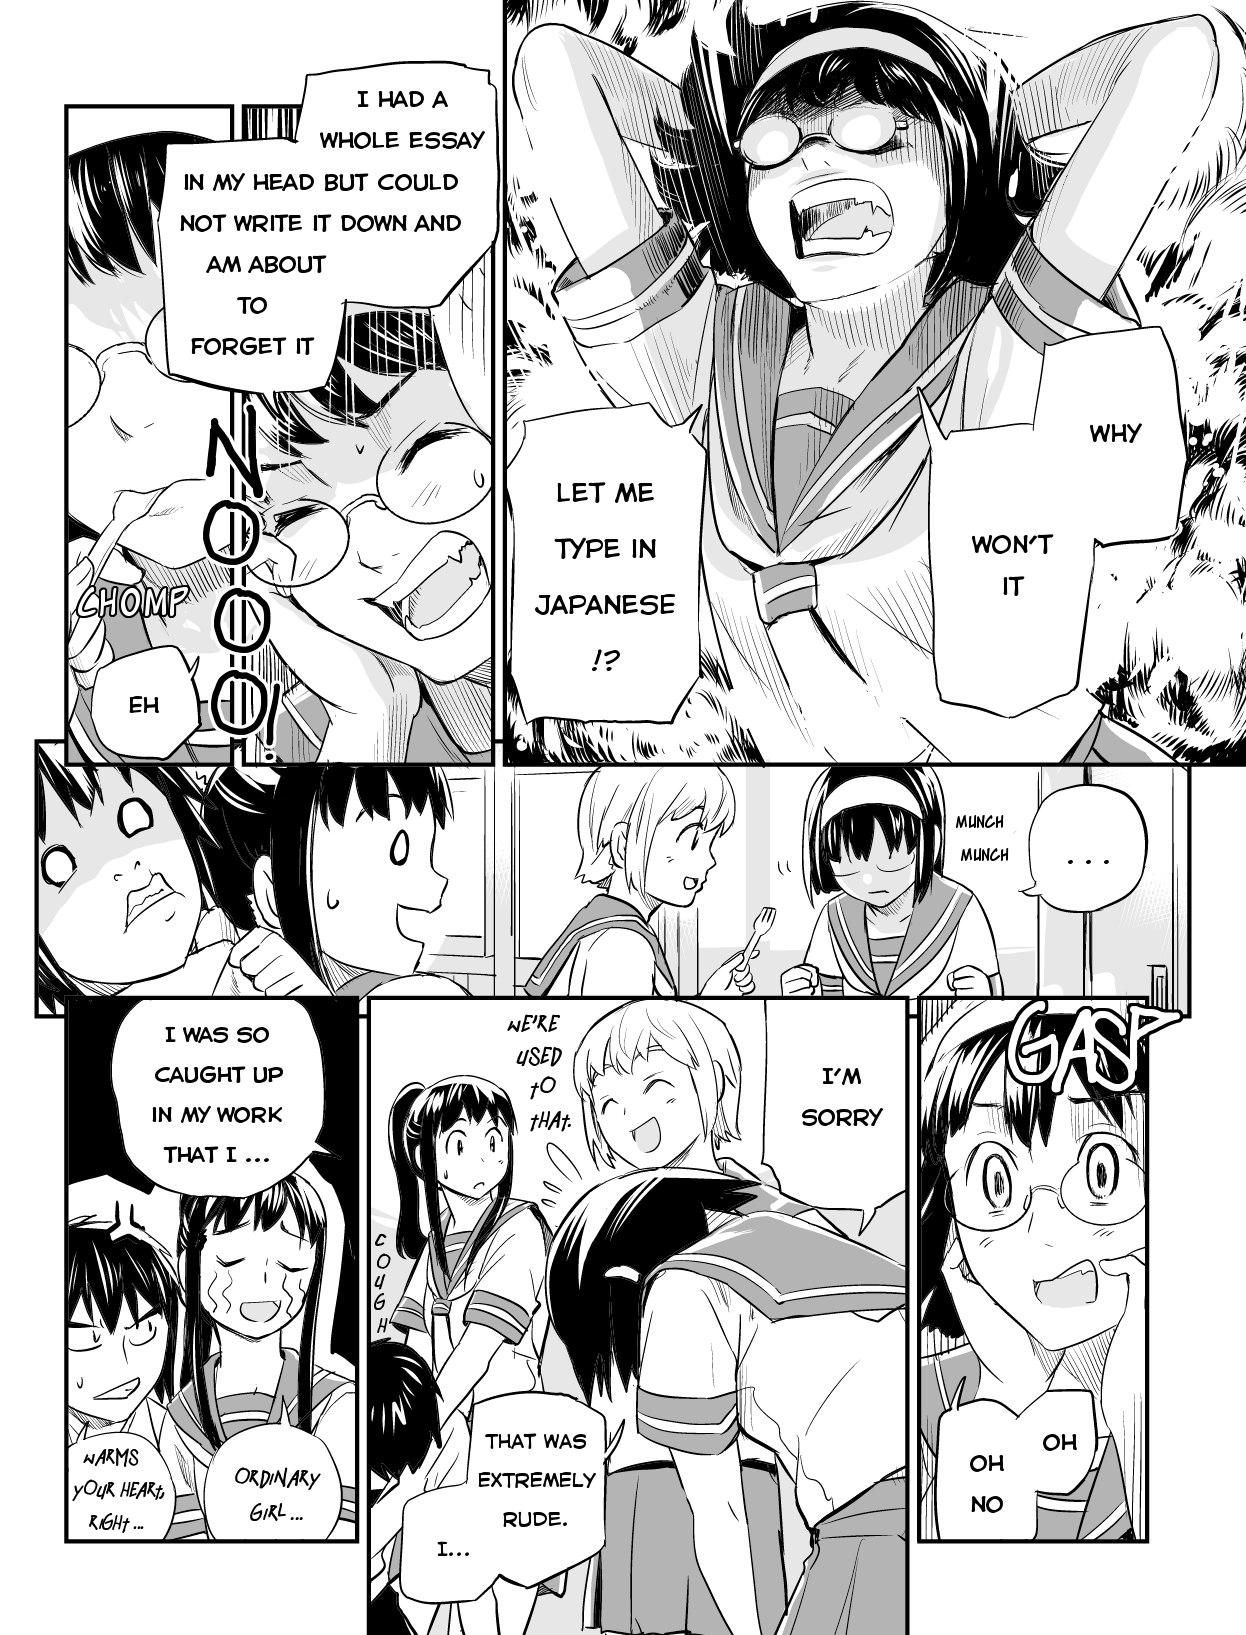 WHY
WON'T
IT
LET ME
TYPE IN
JAPANESE
!?
I HAD A
WHOLE ESSAY
IN MY HEAD BUT COULD
NOT WRITE IT DOWN AND
AM ABOUT
TO
FORGET IT
NOOO!
CHOMP
EH
...
MUNCH
MUNCH
GASP
OH
OH
NO
I'M
SORRY
WE'RE
USED
TO
THAT.
THAT WAS
EXTREMELY
RUDE.
I...
COUGH
I WAS SO
CAUGHT UP
IN MY WORK
THAT I ...
ORDINARY
GIRL ...
WARMS
YOUR HEART,
RIGHT ...